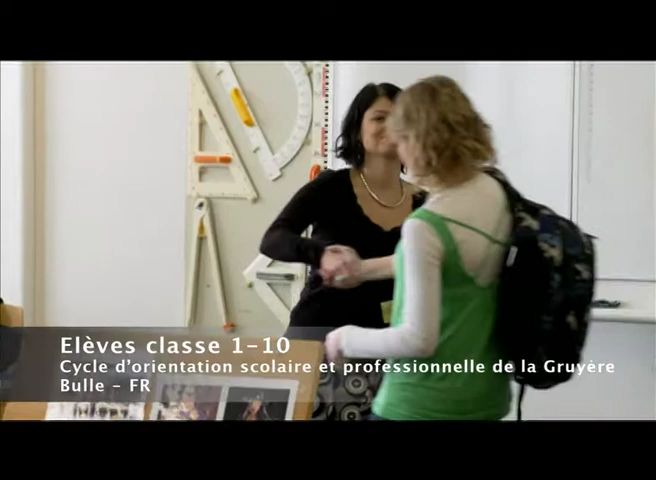 Elèves classe 1-10
Cycle d'orientation scolaire et professionnelle de la Gruyère
Bulle - FR